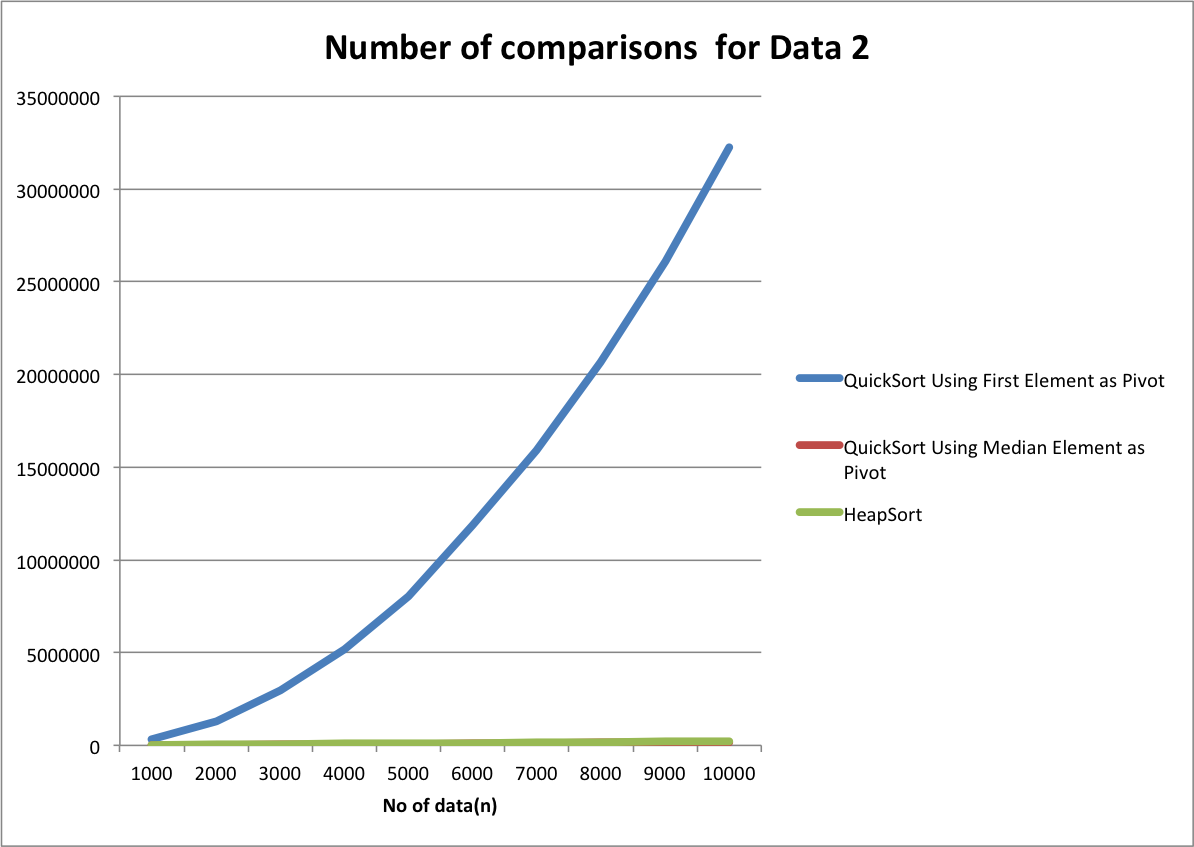 Number of comparisons  for Data 2
35000000
30000000
25000000
20000000
15000000
10000000
5000000
0
1000 2000 3000 4000 5000 6000 7000 8000 9000 10000
No of data(n)
QuickSort Using First Element as Pivot
QuickSort Using Median Element as
Pivot
HeapSort